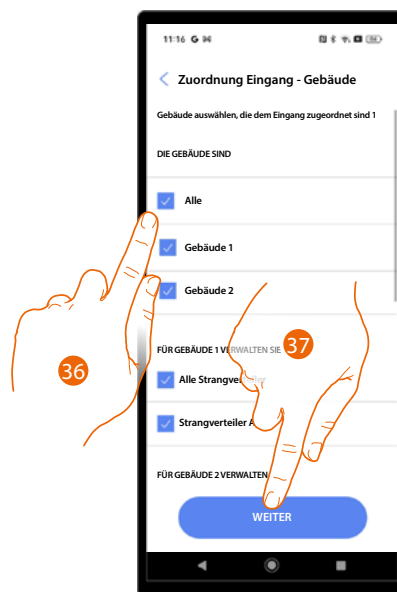 11:16
Zuordnung Eingang - Gebäude
Gebäude auswählen, die dem Eingang zugeordnet sind 1
DIE GEBÄUDE SIND
Alle
Gebäude 1
Gebäude 2
36
37
FÜR GEBÄUDE 1 VERWALTEN SIE
Alle Strangverteiler
Strangverteiler A
FÜR GEBÄUDE 2 VERWALTEN
WEITER